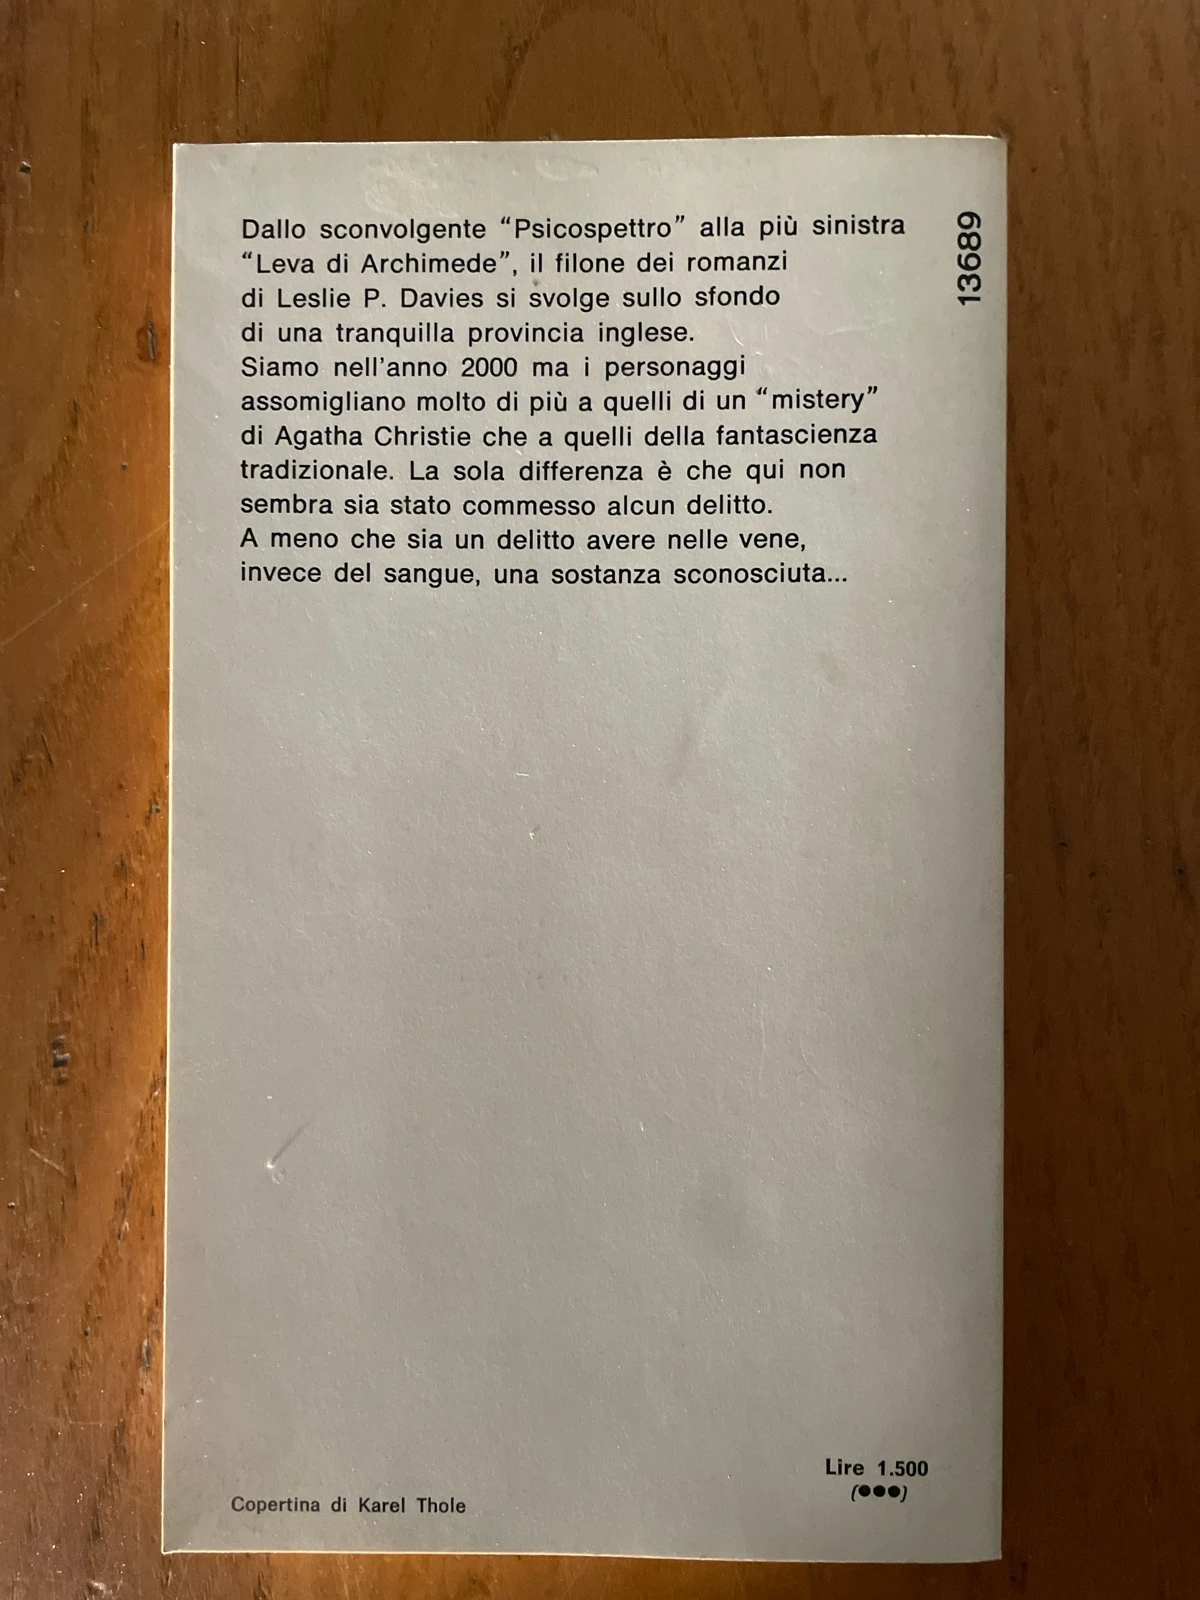 Dallo sconvolgente “Psicospettro” alla più sinistra
“Leva di Archimede”, il filone dei romanzi
di Leslie P. Davies si svolge sullo sfondo
di una tranquilla provincia inglese.
Siamo nell'anno 2000 ma i personaggi
assomigliano molto di più a quelli di un “mistery”
di Agatha Christie che a quelli della fantascienza
tradizionale. La sola differenza è che qui non
sembra sia stato commesso alcun delitto.
A meno che sia un delitto avere nelle vene,
invece del sangue, una sostanza sconosciuta...
13689
Lire 1.500
(●●●)
Copertina di Karel Thole